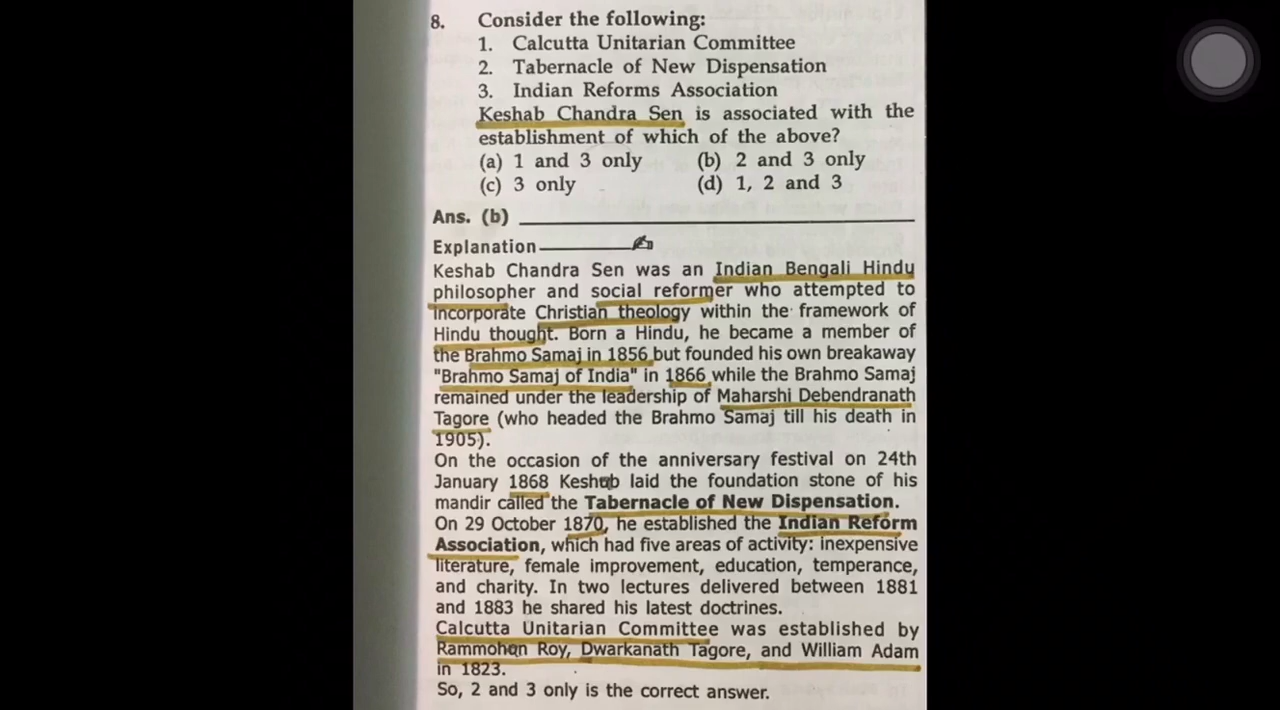 8. Consider the following:
1. Calcutta Unitarian Committee
2. Tabernacle of New Dispensation
3. Indian Reforms Association
Keshab Chandra Sen is associated with the
establishment of which of the above?
(a) 1 and 3 only (b) 2 and 3 only
(c) 3 only (d) 1, 2 and 3
Ans. (b)
Explanation
Keshab Chandra Sen was an Indian Bengali Hindu
philosopher and social reformer who attempted to
incorporate Christian theology within the framework of
Hindu thought. Born a Hindu, he became a member of
the Brahmo Samaj in 1856 but founded his own breakaway
"Brahmo Samaj of India" in 1866 while the Brahmo Samaj
remained under the leadership of Maharshi Debendranath
Tagore (who headed the Brahmo Samaj till his death in
1905).
On the occasion of the anniversary festival on 24th
January 1868 Keshab laid the foundation stone of his
mandir called the Tabernacle of New Dispensation.
On 29 October 1870, he established the Indian Reform
Association, which had five areas of activity: inexpensive
literature, female improvement, education, temperance,
and charity. In two lectures delivered between 1881
and 1883 he shared his latest doctrines.
Calcutta Unitarian Committee was established by
Rammohan Roy, Dwarkanath Tagore, and William Adam
in 1823.
So, 2 and 3 only is the correct answer.